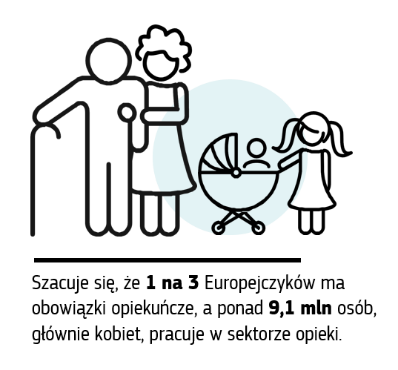 Szacuje się, że 1 na 3 Europejczyków ma
obowiązki opiekuńcze, a ponad 9,1 mln osób,
głównie kobiet, pracuje w sektorze opieki.